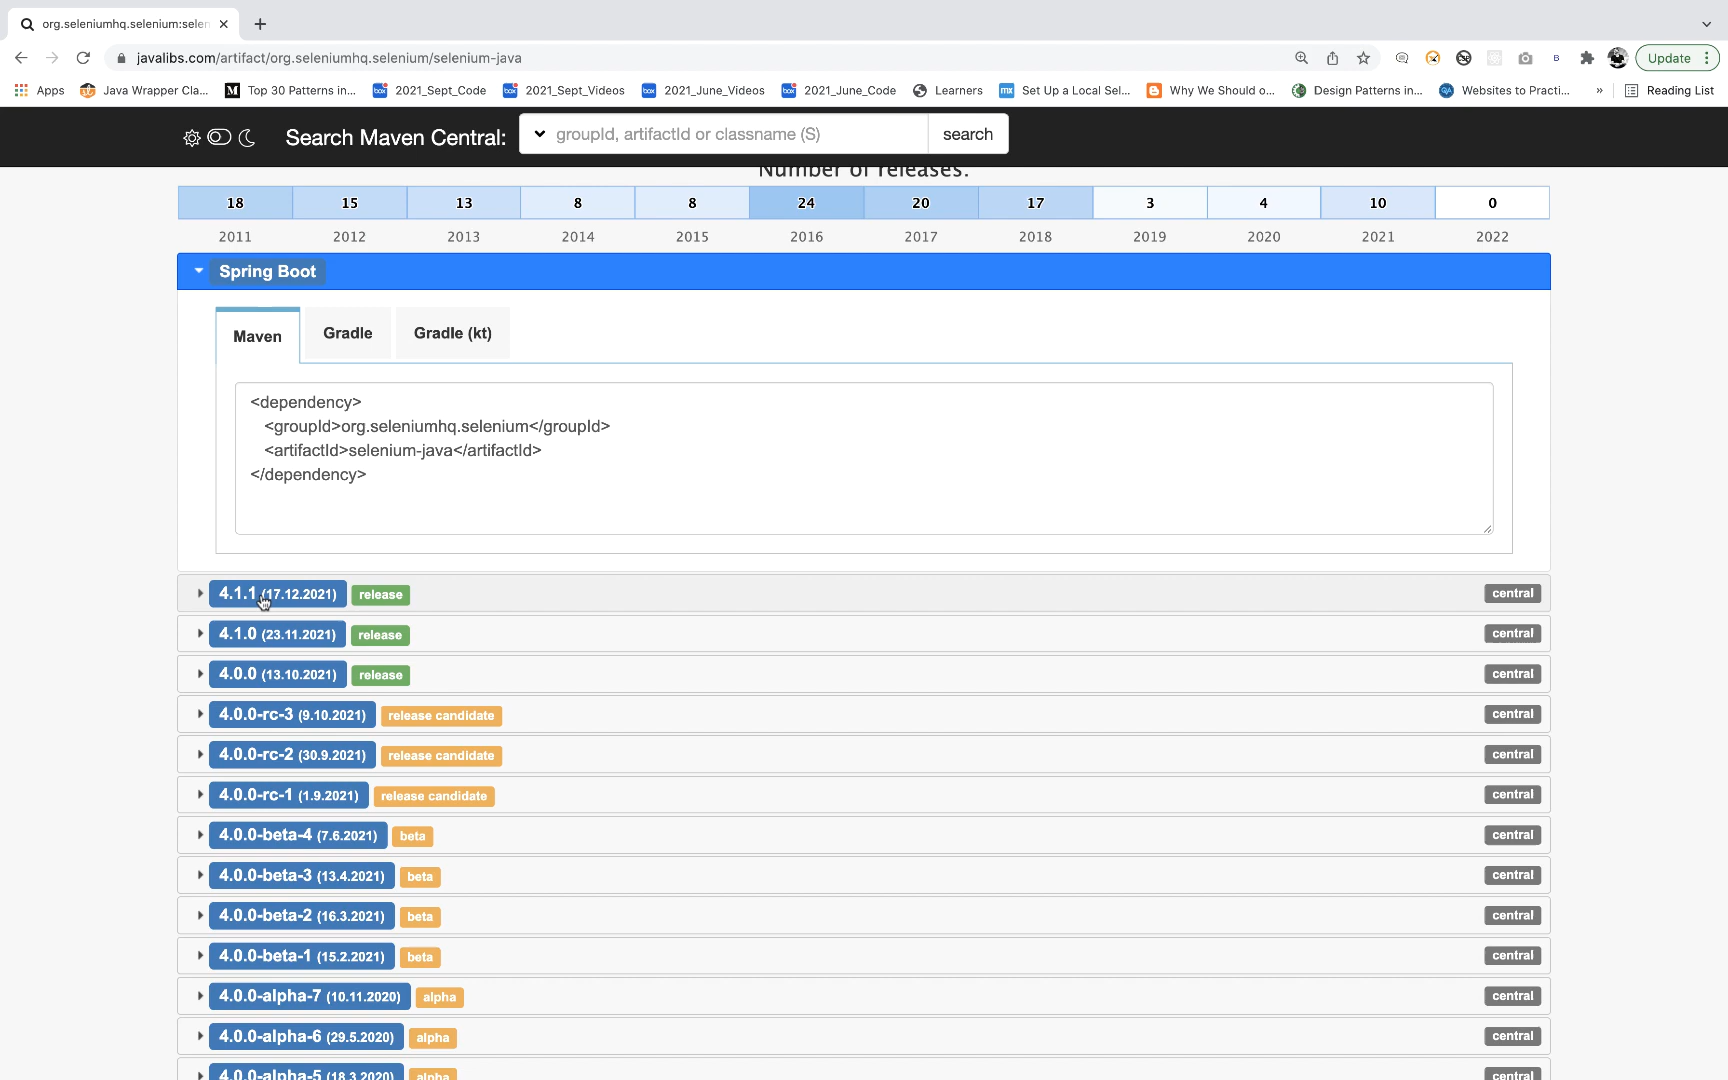 org.seleniumhq.selenium:selen
javalibs.com/artifact/org.seleniumhq.selenium/selenium-java
Update
Apps
Java Wrapper Cla...
Top 30 Patterns in...
2021_Sept_Code
2021_Sept_Videos
2021_June_Videos
2021_June_Code
Learners
Set Up a Local Sel...
Why We Should o...
Design Patterns in...
Websites to Practi...
»
Reading List
Search Maven Central:
groupId, artifactId or classname (S)
search
Number of releases:
18 15 13 8 8 24 20 17 3 4 10 0
2011 2012 2013 2014 2015 2016 2017 2018 2019 2020 2021 2022
Spring Boot
Maven Gradle Gradle (kt)
<dependency>
<groupId>org.seleniumhq.selenium</groupId>
<artifactId>selenium-java</artifactId>
</dependency>
4.1.1 (17.12.2021) release central
4.1.0 (23.11.2021) release central
4.0.0 (13.10.2021) release central
4.0.0-rc-3 (9.10.2021) release candidate central
4.0.0-rc-2 (30.9.2021) release candidate central
4.0.0-rc-1 (1.9.2021) release candidate central
4.0.0-beta-4 (7.6.2021) beta central
4.0.0-beta-3 (13.4.2021) beta central
4.0.0-beta-2 (16.3.2021) beta central
4.0.0-beta-1 (15.2.2021) beta central
4.0.0-alpha-7 (10.11.2020) alpha central
4.0.0-alpha-6 (29.5.2020) alpha central
4.0.0-alpha-5 (18.3.2020) alpha central